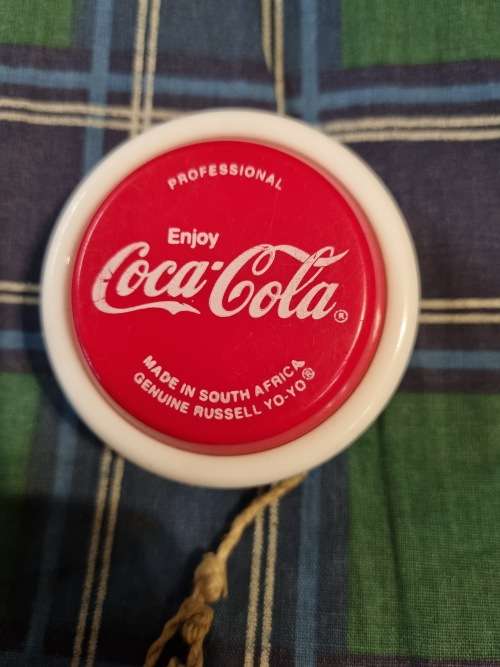 PROFESSIONAL
Enjoy
Coca-Cola®
MADE IN SOUTH AFRICA
GENUINE RUSSELL YO-YO®